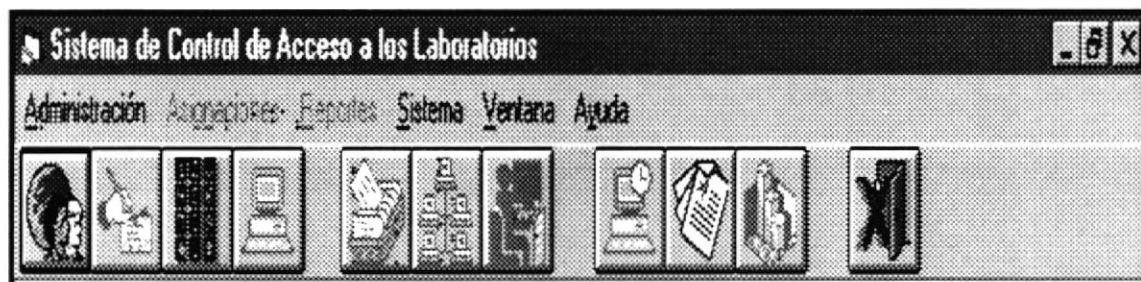 Sistema de Control de Acceso a los Laboratorios
Administración Asignaciones Reportes Sistema Ventana Ayuda